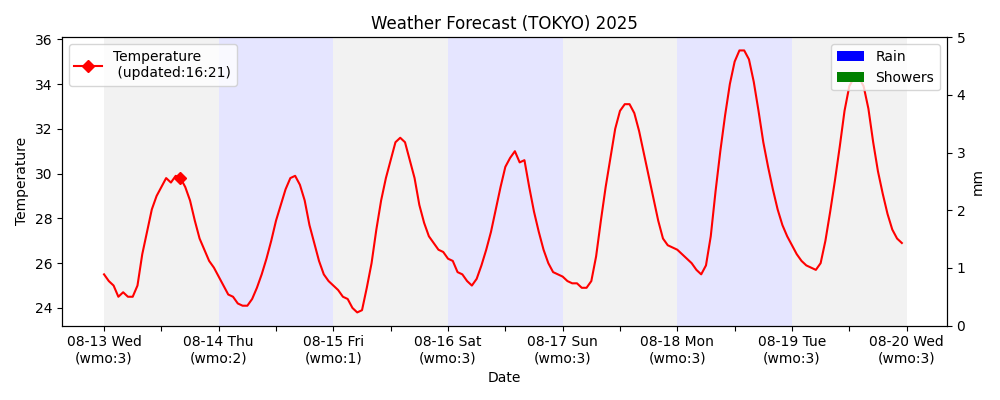 Weather Forecast (TOKYO) 2025
Temperature
(updated:16:21)
Rain
Showers
36
34
32
30
28
26
24
Temperature
5
4
3
2
1
0
mm
08-13 Wed
(wmo:3)
08-14 Thu
(wmo:2)
08-15 Fri
(wmo:1)
08-16 Sat
(wmo:3)
08-17 Sun
(wmo:3)
08-18 Mon
(wmo:3)
08-19 Tue
(wmo:3)
08-20 Wed
(wmo:3)
Date